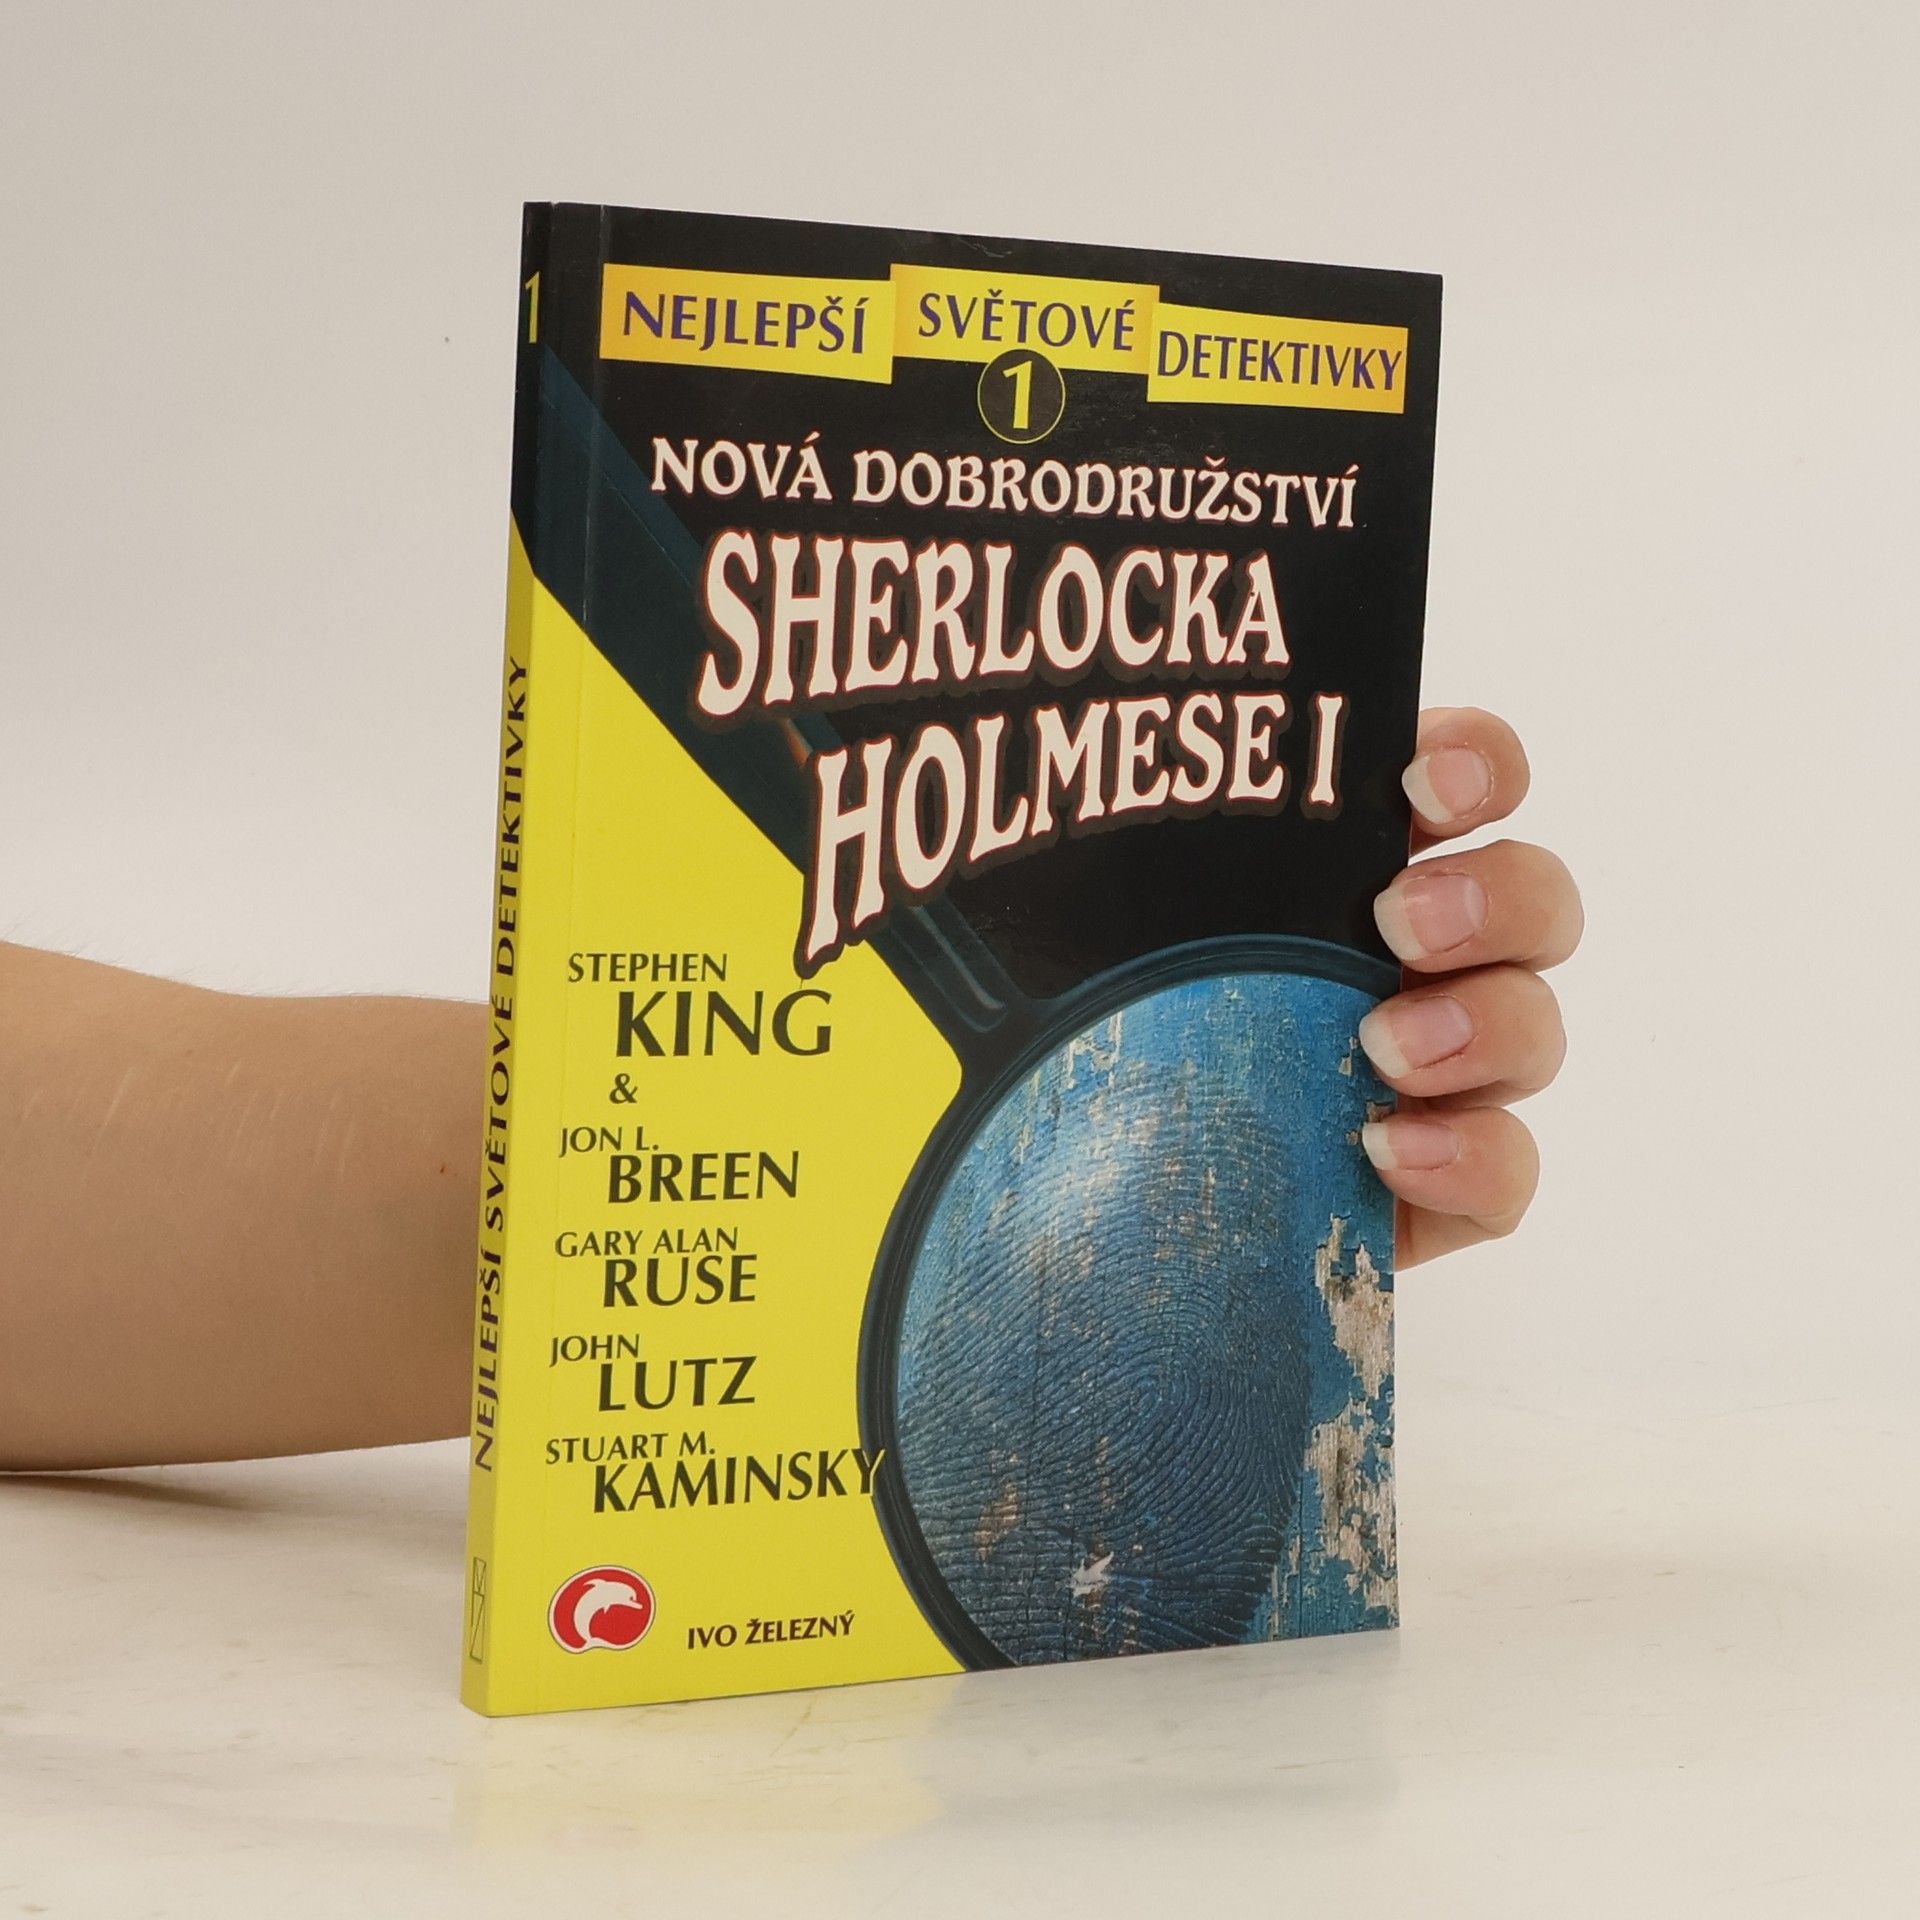 NEJLEPŠÍ SVĚTOVÉ DETEKTIVKY
1
NOVÁ DOBRODRUŽSTVÍ
SHERLOCKA
HOLMESE I
STEPHEN
KING
&
JON L.
BREEN
GARY ALAN
RUSE
JOHN
LUTZ
STUART M.
KAMINSKY
IVO ŽELEZNÝ
1
NEJLEPŠÍ SVĚTOVÉ DETEKTIVKY